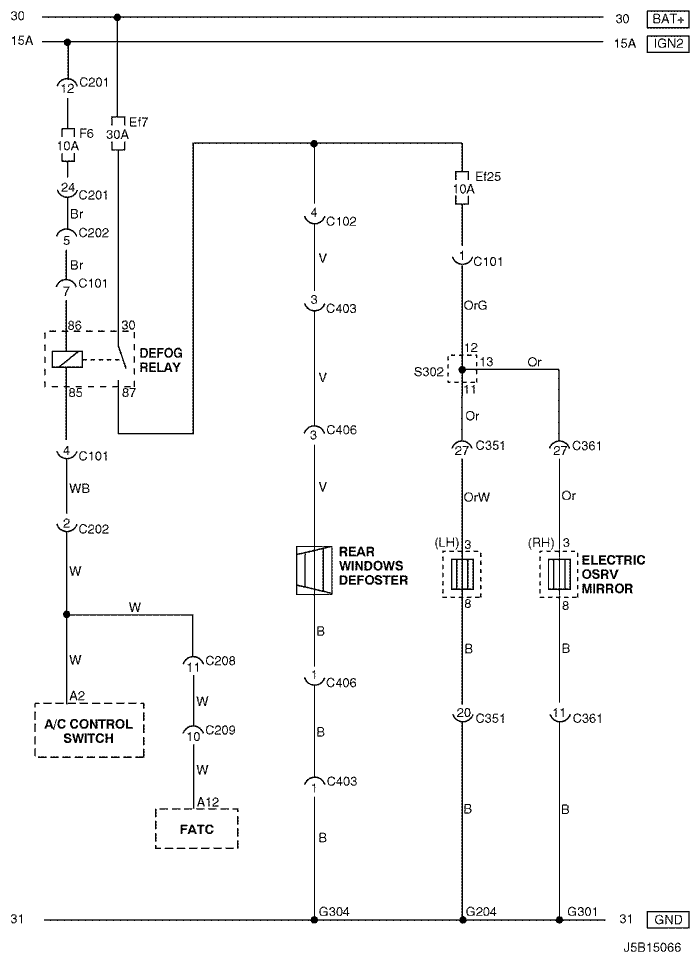 30
30 BAT+
15A
15A IGN2
12 C201
Ef7
30A
F6
10A
24 C201
Br
5 C202
Br
7 C101
86
30
DEFOG
RELAY
85
87
4 C101
WB
2 C202
W
W
W
A2
A/C CONTROL
SWITCH
11 C208
W
10 C209
W
A12
FATC
4 C102
V
3 C403
V
3 C406
V
REAR
WINDOWS
DEFOSTER
B
1 C406
B
1 C403
B
G304
Ef25
10A
1 C101
OrG
12
S302
13
11
Or
Or
27 C351
OrW
(LH) 3
8
B
20 C351
B
G204
27 C361
Or
(RH) 3
ELECTRIC
OSRV
MIRROR
8
B
11 C361
B
G301
31
31 GND
J5B15066